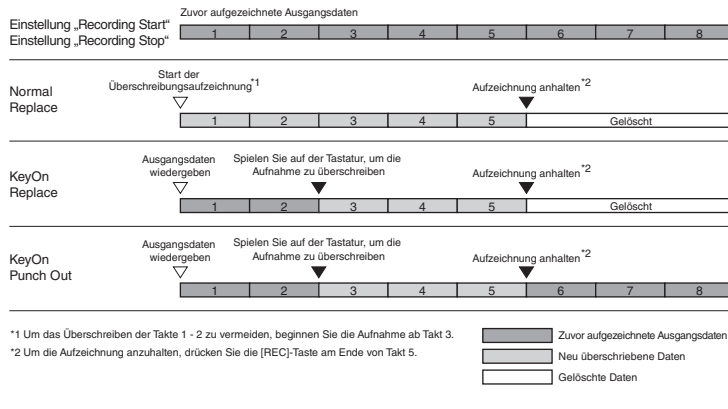 Einstellung „Recording Start“
Einstellung „Recording Stop“
Zuvor aufgezeichnete Ausgangsdaten
1 2 3 4 5 6 7 8
Normal
Replace
Start der
Überschreibungsaufzeichnung*1
Aufzeichnung anhalten*2
1 2 3 4 5 Gelöscht
KeyOn
Replace
Ausgangsdaten
wiedergeben
Spielen Sie auf der Tastatur, um die
Aufnahme zu überschreiben
Aufzeichnung anhalten*2
1 2 3 4 5 Gelöscht
KeyOn
Punch Out
Ausgangsdaten
wiedergeben
Spielen Sie auf der Tastatur, um die
Aufnahme zu überschreiben
Aufzeichnung anhalten*2
1 2 3 4 5 6 7 8
*1 Um das Überschreiben der Takte 1 - 2 zu vermeiden, beginnen Sie die Aufnahme ab Takt 3.
*2 Um die Aufzeichnung anzuhalten, drücken Sie die [REC]-Taste am Ende von Takt 5.
Zuvor aufgezeichnete Ausgangsdaten
Neu überschriebene Daten
Gelöschte Daten